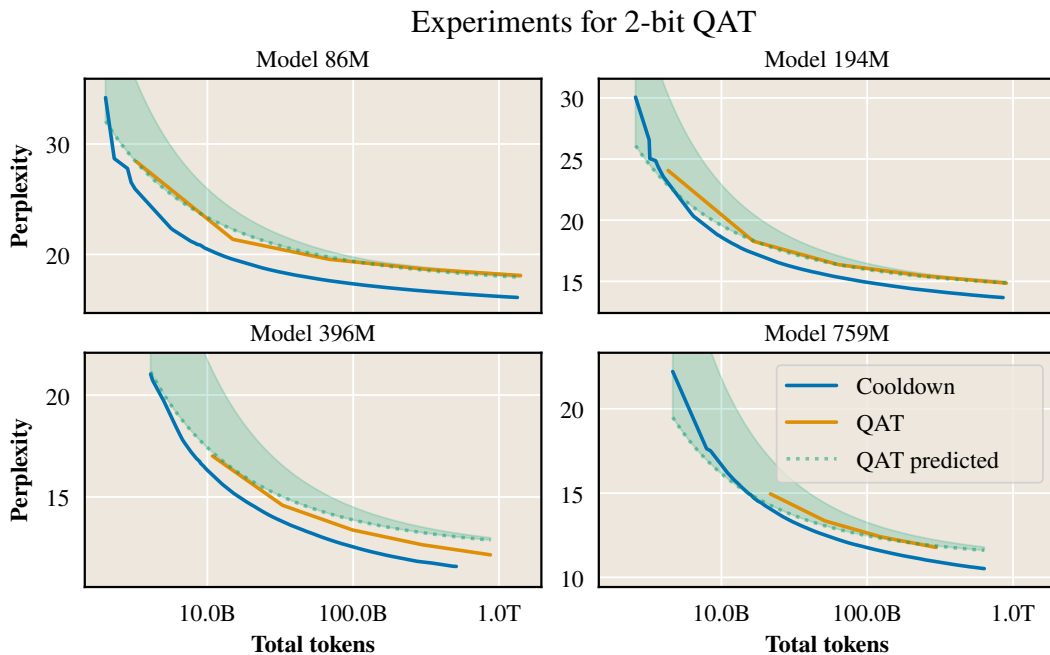 Experiments for 2-bit QAT
Model 86M
Model 194M
Perplexity
30
20
30
25
20
15
Model 396M
Model 759M
Perplexity
20
15
20
15
10
Cooldown
QAT
QAT predicted
10.0B
100.0B
1.0T
10.0B
100.0B
1.0T
Total tokens
Total tokens